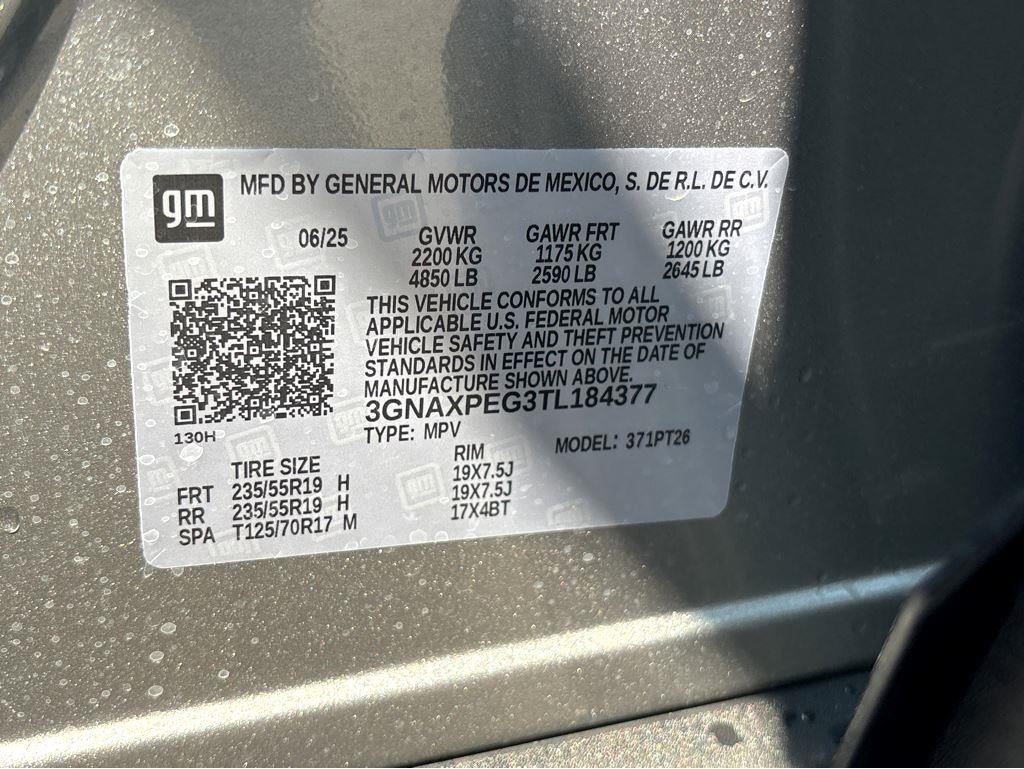 gm
MFD BY GENERAL MOTORS DE MEXICO, S. DE R.L. DE C.V.
06/25 GVWR GAWR FRT GAWR RR
2200 KG 1175 KG 1200 KG
4850 LB 2590 LB 2645 LB
THIS VEHICLE CONFORMS TO ALL
APPLICABLE U.S. FEDERAL MOTOR
VEHICLE SAFETY AND THEFT PREVENTION
STANDARDS IN EFFECT ON THE DATE OF
MANUFACTURE SHOWN ABOVE.
3GNAXPEG3TL184377
130H
TYPE: MPV MODEL: 371PT26
TIRE SIZE RIM
FRT 235/55R19 H 19X7.5J
RR 235/55R19 H 19X7.5J
SPA T125/70R17 M 17X4BT